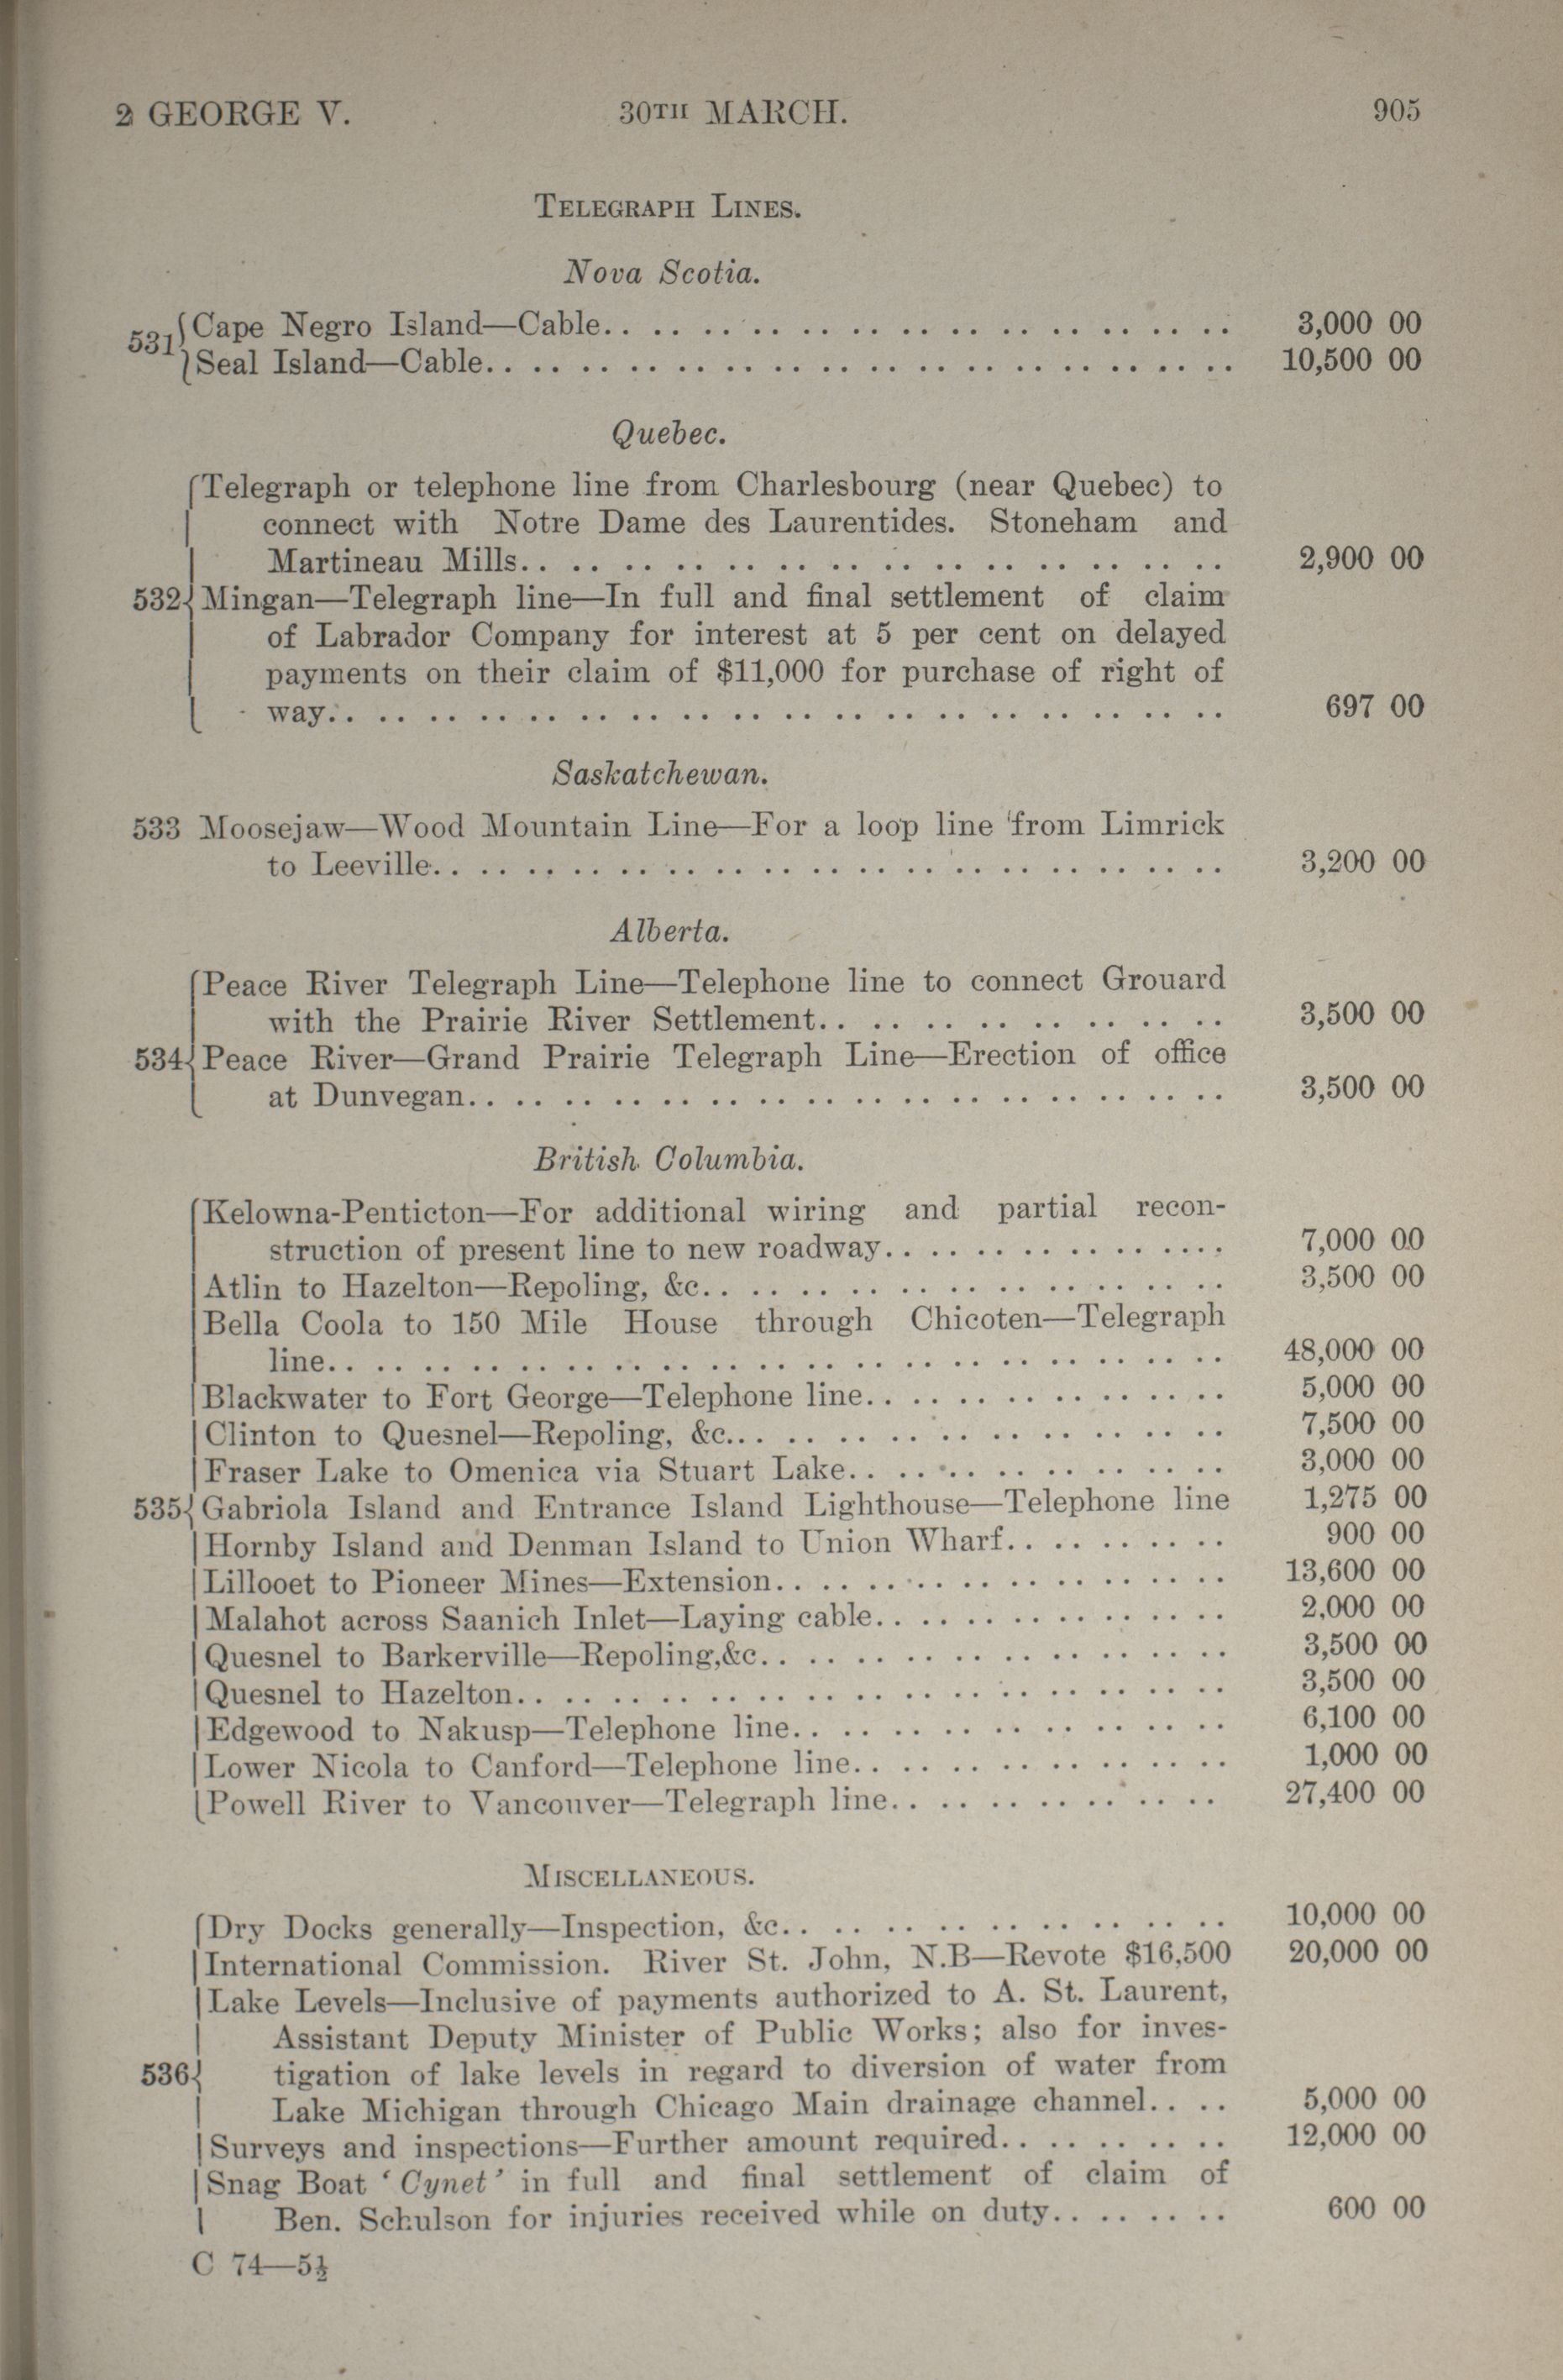 2 GEORGE V. 30TH MARCH. 905
TELEGRAPH LINES.
Nova Scotia.
531 Cape Negro Island—Cable. . . . . . . . . . . . . . . . . . . . . . . . . . 3,000 00
Seal Island—Cable. . . . . . . . . . . . . . . . . . . . . . . . . . . . . . . . 10,500 00
Quebec.
Telegraph or telephone line from Charlesbourg (near Quebec) to
connect with Notre Dame des Laurentides. Stoneham and
Martineau Mills. . . . . . . . . . . . . . . . . . . . . . . . . . . . 2,900 00
532 Mingan—Telegraph line—In full and final settlement of claim
of Labrador Company for interest at 5 per cent on delayed
payments on their claim of $11,000 for purchase of right of
way. . . . . . . . . . . . . . . . . . . . . . . . . . . . . . . . . . . . 697 00
Saskatchewan.
533 Moosejaw—Wood Mountain Line—For a loop line from Limrick
to Leeville. . . . . . . . . . . . . . . . . . . . . . . . . . . . . . . . . 3,200 00
Alberta.
Peace River Telegraph Line—Telephone line to connect Grouard
with the Prairie River Settlement. . . . . . . . . . . . . . . . 3,500 00
534 Peace River—Grand Prairie Telegraph Line—Erection of office
at Dunvegan. . . . . . . . . . . . . . . . . . . . . . . . . . . . . . . . 3,500 00
British Columbia.
Kelowna-Penticton—For additional wiring and partial recon-
struction of present line to new roadway. . . . . . . . . . . . . . . 7,000 00
Atlin to Hazelton—Repoling, &c. . . . . . . . . . . . . . . . . . . . . . 3,500 00
Bella Coola to 150 Mile House through Chicoten—Telegraph
line. . . . . . . . . . . . . . . . . . . . . . . . . . . . . . . . . . . . . . 48,000 00
Blackwater to Fort George—Telephone line. . . . . . . . . . . . . . . . 5,000 00
Clinton to Quesnel—Repoling, &c. . . . . . . . . . . . . . . . . . . . . 7,500 00
Fraser Lake to Omenica via Stuart Lake. . . . . . . . . . . . . . . . 3,000 00
535 Gabriola Island and Entrance Island Lighthouse—Telephone line 1,275 00
Hornby Island and Denman Island to Union Wharf. . . . . . . . . . 900 00
Lillooet to Pioneer Mines—Extension. . . . . . . . . . . . . . . . . . . 13,600 00
Malahot across Saanich Inlet—Laying cable. . . . . . . . . . . . . . . 2,000 00
Quesnel to Barkerville—Repoling,&c. . . . . . . . . . . . . . . . . . . . 3,500 00
Quesnel to Hazelton. . . . . . . . . . . . . . . . . . . . . . . . . . . . . . 3,500 00
Edgewood to Nakusp—Telephone line. . . . . . . . . . . . . . . . . . 6,100 00
Lower Nicola to Canford—Telephone line. . . . . . . . . . . . . . . . 1,000 00
Powell River to Vancouver—Telegraph line. . . . . . . . . . . . . . 27,400 00
MISCELLANEOUS.
Dry Docks generally—Inspection, &c. . . . . . . . . . . . . . . . . . 10,000 00
International Commission. River St. John, N.B—Revote $16,500 20,000 00
Lake Levels—Inclusive of payments authorized to A. St. Laurent,
Assistant Deputy Minister of Public Works; also for inves-
536 tigation of lake levels in regard to diversion of water from
Lake Michigan through Chicago Main drainage channel. . . . 5,000 00
Surveys and inspections—Further amount required. . . . . . . . . . 12,000 00
Snag Boat ‘ Cynet ’ in full and final settlement of claim of
Ben. Schulson for injuries received while on duty. . . . . . . . 600 00
C 74—5½